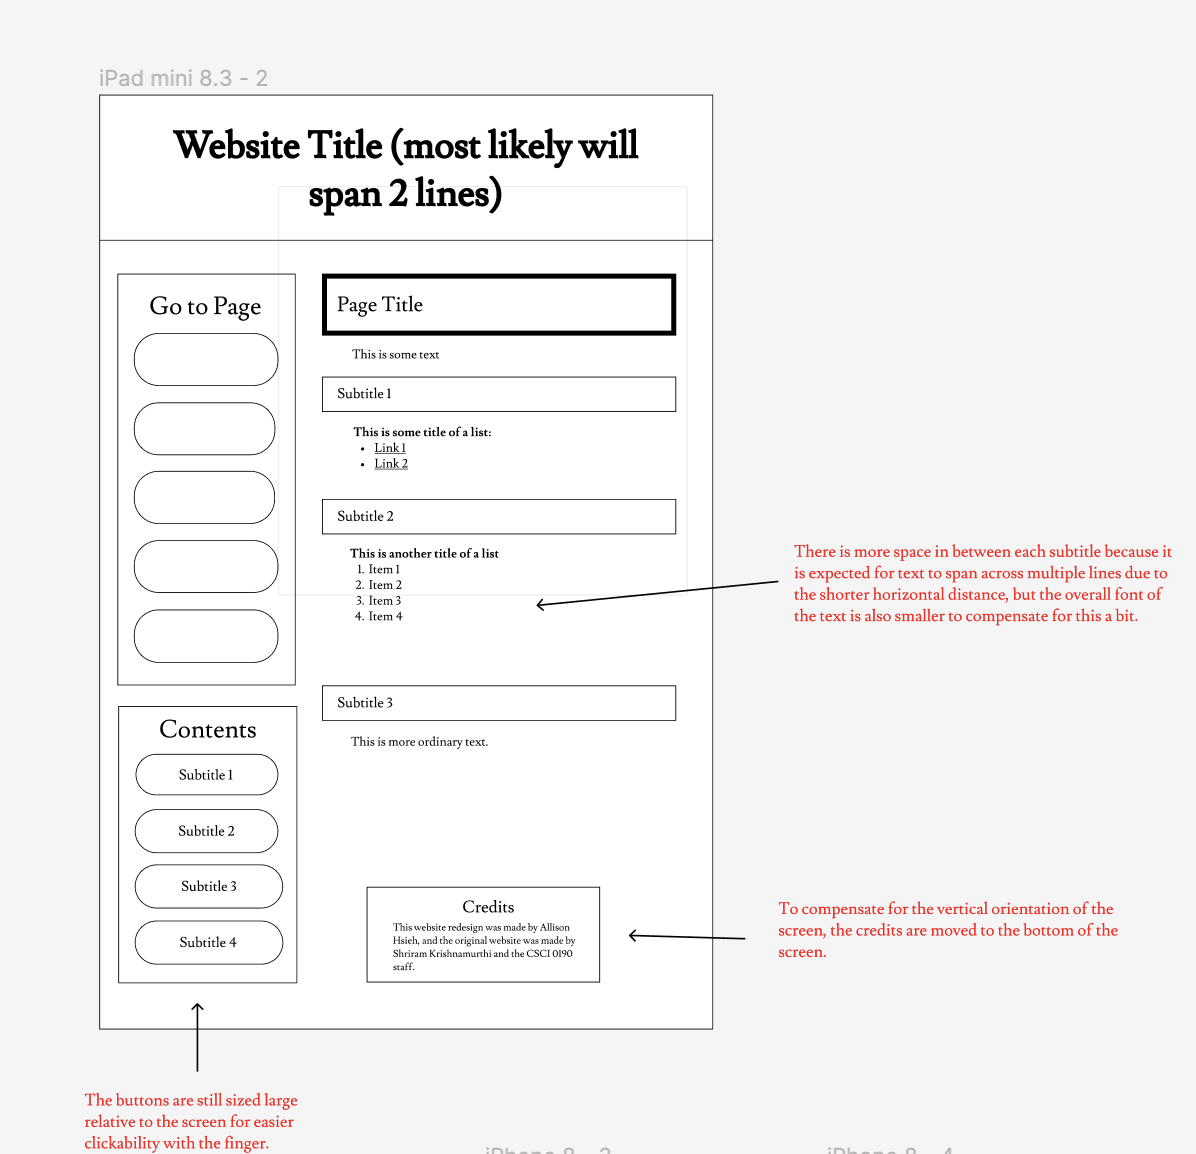 iPad mini 8.3 - 2
Website Title (most likely will
span 2 lines)
Go to Page
Page Title
This is some text
Subtitle 1
This is some title of a list:
• Link 1
• Link 2
Subtitle 2
This is another title of a list
1. Item 1
2. Item 2
3. Item 3
4. Item 4
There is more space in between each subtitle because it
is expected for text to span across multiple lines due to
the shorter horizontal distance, but the overall font of
the text is also smaller to compensate for this a bit.
Subtitle 3
This is more ordinary text.
Contents
Subtitle 1
Subtitle 2
Subtitle 3
Subtitle 4
Credits
This website redesign was made by Allison
Hsieh, and the original website was made by
Shriram Krishnamurthi and the CSCI 0190
staff.
To compensate for the vertical orientation of the
screen, the credits are moved to the bottom of the
screen.
The buttons are still sized large
relative to the screen for easier
clickability with the finger.
iPhone 8 - 3
iPhone 8 - 4